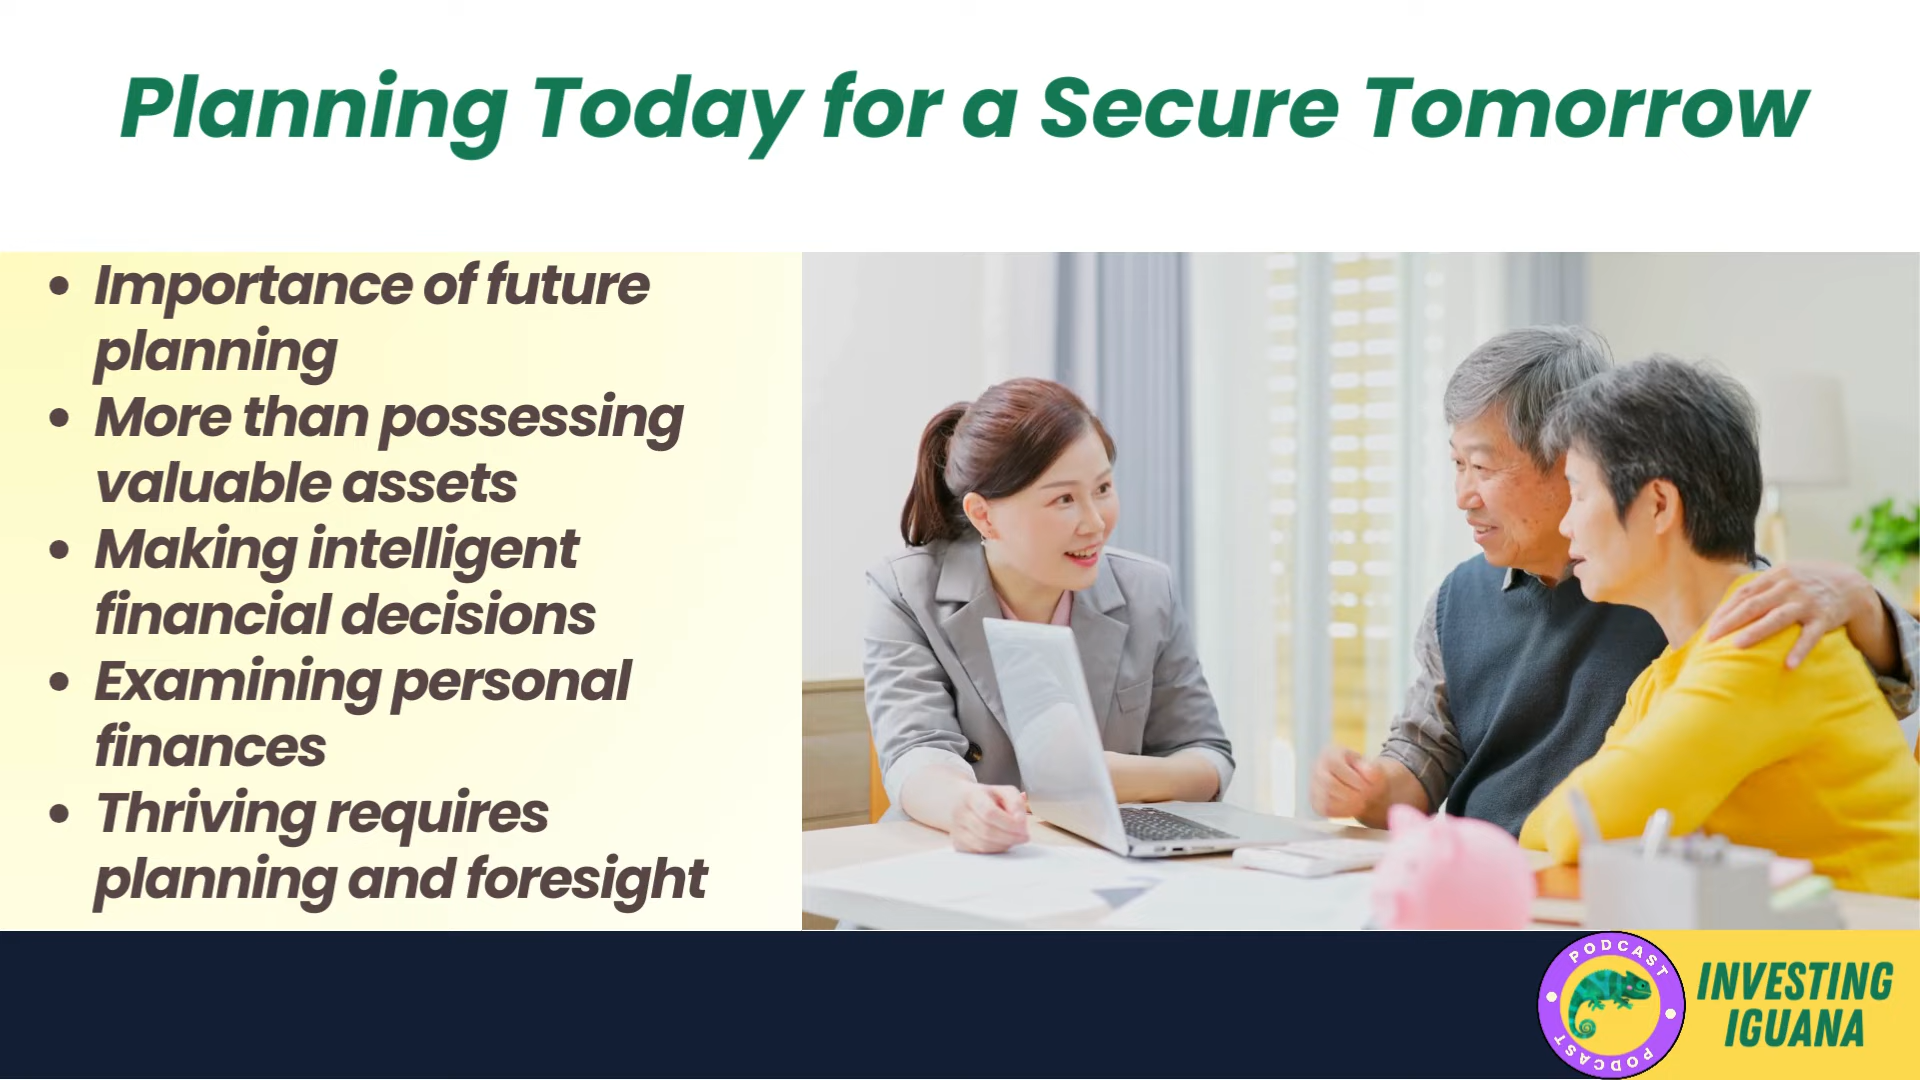 Planning Today for a Secure Tomorrow
• Importance of future
planning
• More than possessing
valuable assets
• Making intelligent
financial decisions
• Examining personal
finances
• Thriving requires
planning and foresight
PODCAST
PODCAST
INVESTING
IGUANA